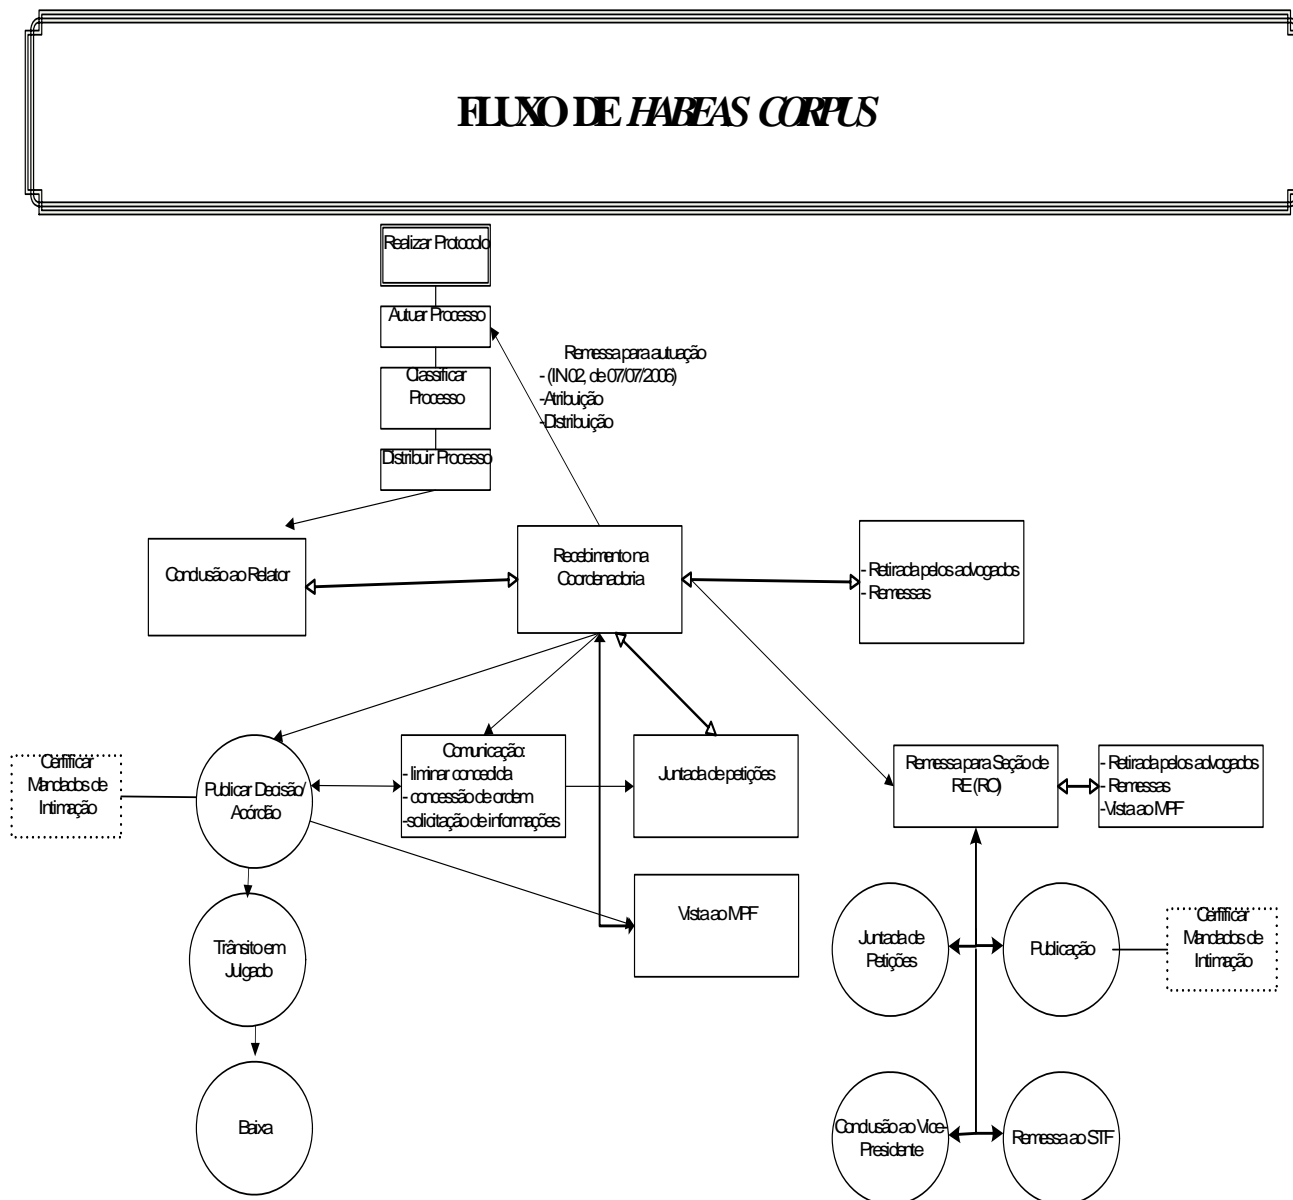 FLUXO DE HABEAS CORPUS
Realizar Protocolo
Autuar Processo
Classificar
Processo
Distribuir Processo
Remessa para autuação
- (IN 02, de 07/07/2006)
-Atribuição
-Distribuição
Conclusão ao Relator
Recebimento na
Coordenadoria
- Retirada pelos advogados
- Remessas
Certificar
Mandados de
Intimação
Publicar Decisão/
Acórdão
Comunicação:
- liminar concedida
- concessão de ordem
-solicitação de informações
Juntada de petições
Remessa para Seção de
RE (RO)
- Retirada pelos advogados
- Remessas
-Vista ao MPF
Vista ao MPF
Trânsito em
Julgado
Juntada de
Petições
Publicação
Certificar
Mandados de
Intimação
Baixa
Conclusão ao Vice-
Presidente
Remessa ao STF